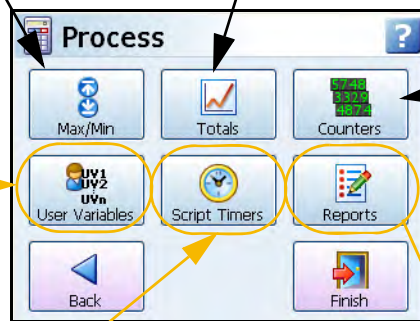 Process
?
Max/Min
Totals
5748
3329
4874
Counters
UV1
UV2
UVn
User Variables
Script Timers
Reports
Back
Finish